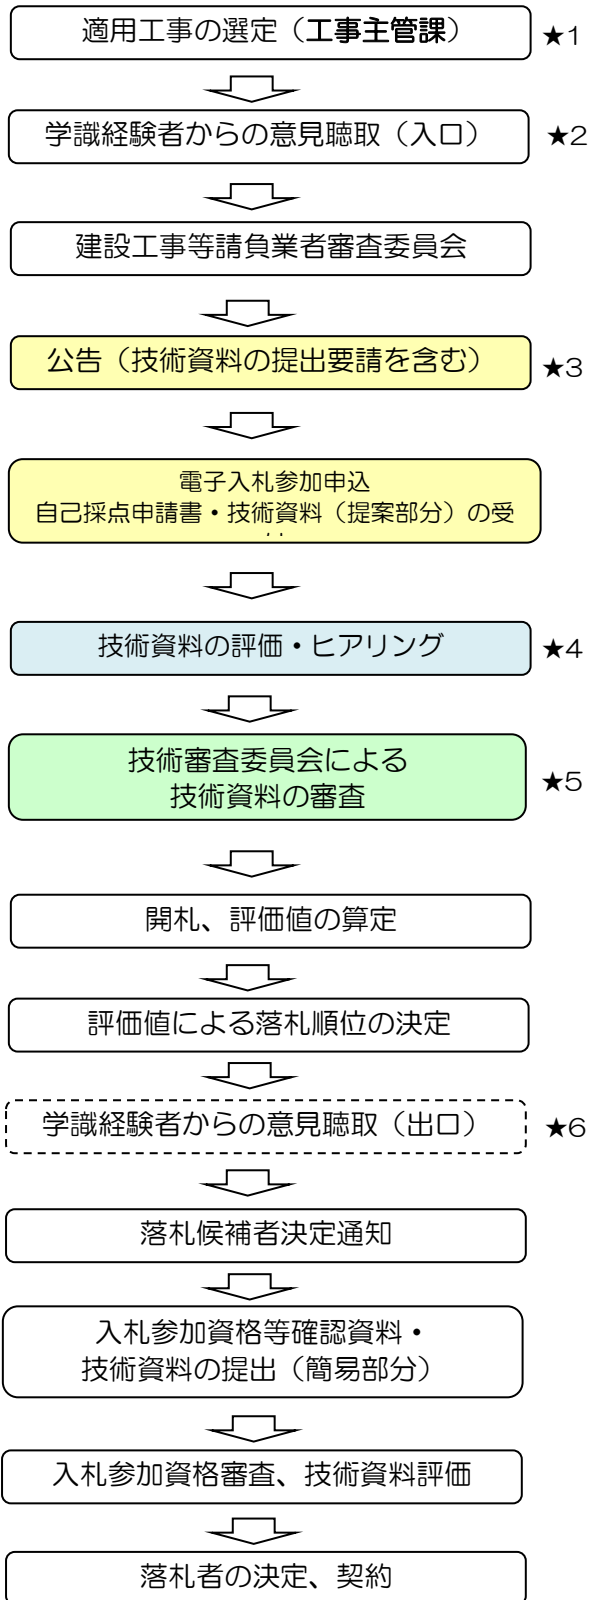 適用工事の選定（工事主管課）
★1
学識経験者からの意見聴取（入口）
★2
建設工事等請負業者審査委員会
公告（技術資料の提出要請を含む）
★3
電子入札参加申込
自己採点申請書・技術資料（提案部分）の受
技術資料の評価・ヒアリング
★4
技術審査委員会による
技術資料の審査
★5
開札、評価値の算定
評価値による落札順位の決定
学識経験者からの意見聴取（出口）
★6
落札候補者決定通知
入札参加資格等確認資料・
技術資料の提出（簡易部分）
入札参加資格審査、技術資料評価
落札者の決定、契約